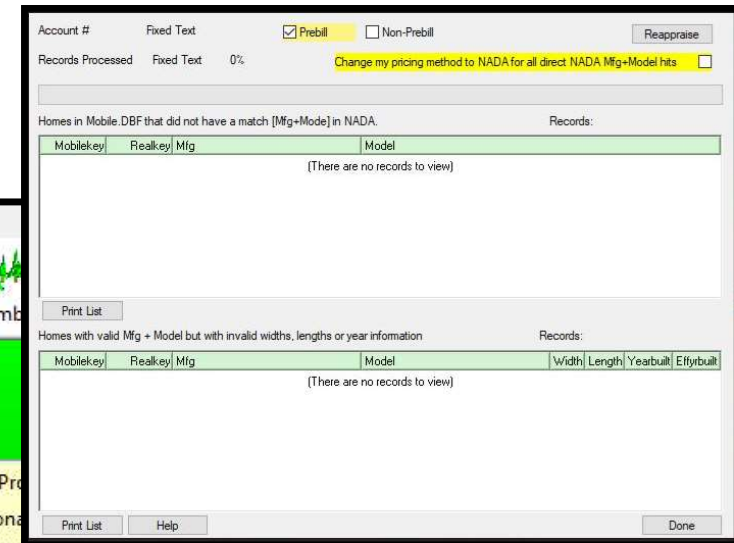 Account # Fixed Text Prebill Non-Prebill Reappraise
Records Processed Fixed Text 0% Change my pricing method to NADA for all direct NADA Mfg+Model hits
Homes in Mobile.DBF that did not have a match [Mfg+Mode] in NADA. Records:
Mobilekey Realkey Mfg Model
(There are no records to view)
Print List
Homes with valid Mfg + Model but with invalid widths, lengths or year information Records:
Mobilekey Realkey Mfg Model Width Length Yearbuilt Effyrbuilt
(There are no records to view)
Print List Help Done